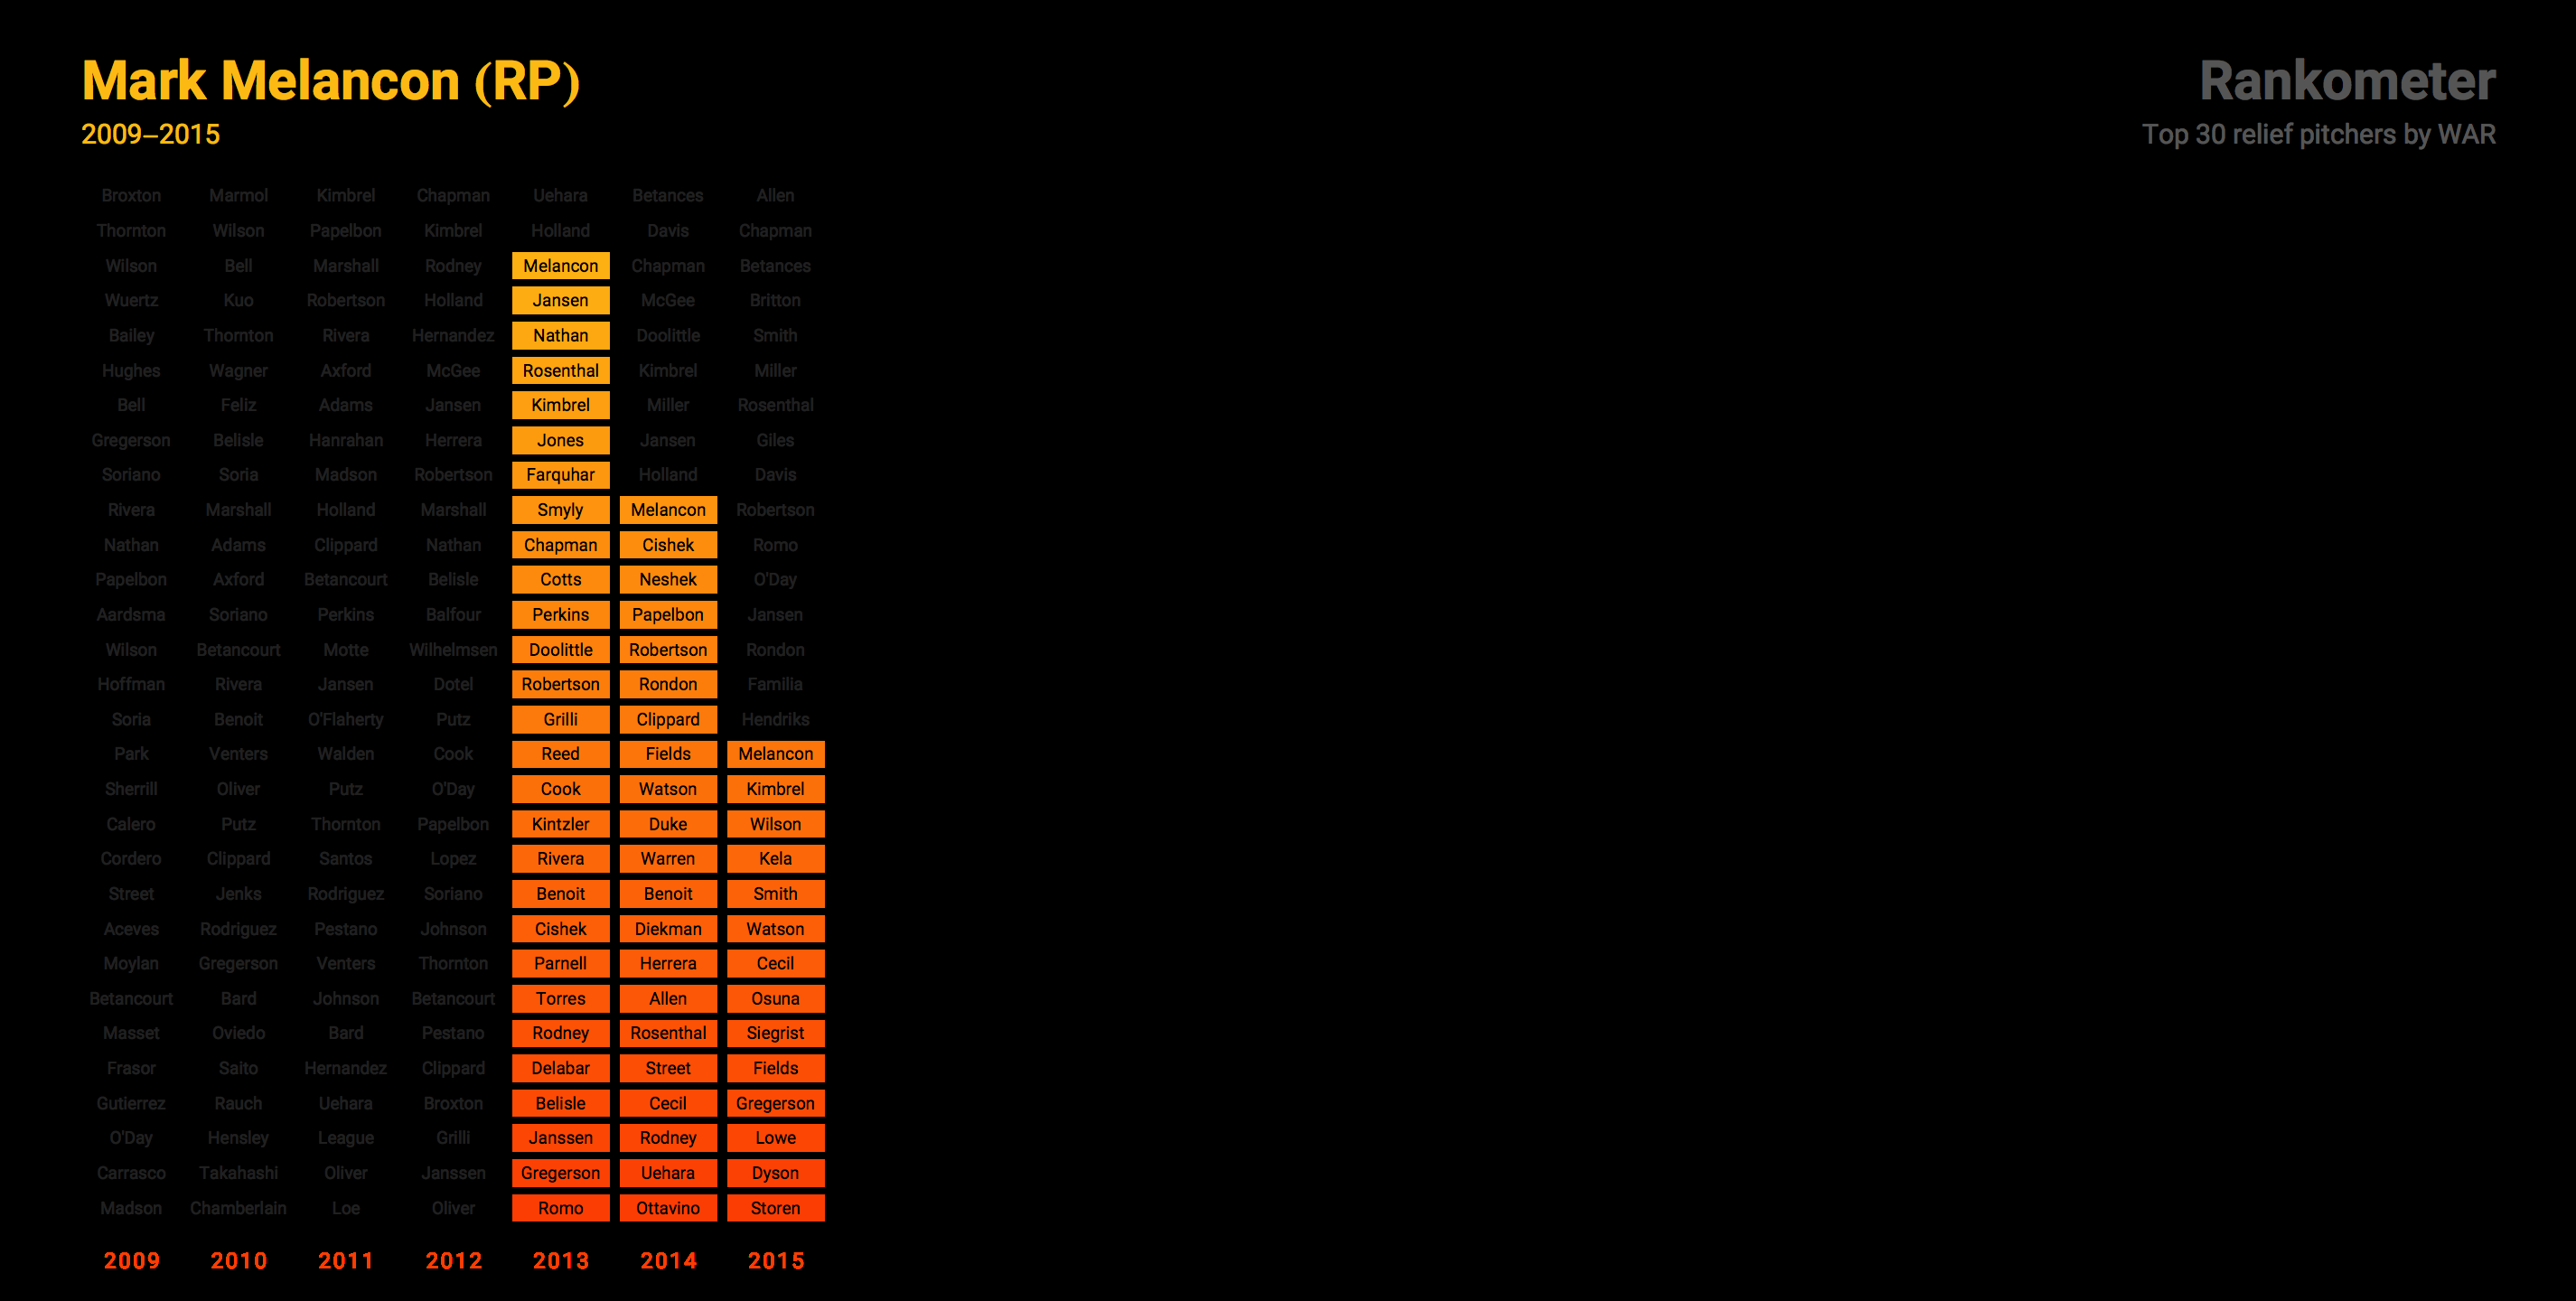 Mark Melancon (RP)
2009–2015
Rankometer
Top 30 relief pitchers by WAR
Broxton Marmol Kimbrel Chapman Uehara Betances Allen
Thornton Wilson Papelbon Kimbrel Holland Davis Chapman
Wilson Bell Marshall Rodney Melancon Chapman Betances
Wuertz Kuo Robertson Holland Jansen McGee Britton
Bailey Thornton Rivera Hernandez Nathan Doolittle Smith
Hughes Wagner Axford McGee Rosenthal Kimbrel Miller
Bell Feliz Adams Jansen Kimbrel Miller Rosenthal
Gregerson Belisle Hanrahan Herrera Jones Jansen Giles
Soriano Soria Madson Robertson Farquhar Holland Davis
Rivera Marshall Holland Marshall Smyly Melancon Robertson
Nathan Adams Clippard Nathan Chapman Cishek Romo
Papelbon Axford Betancourt Belisle Cotts Neshek O'Day
Aardsma Soriano Perkins Balfour Perkins Papelbon Jansen
Wilson Betancourt Motte Wilhelmsen Doolittle Robertson Rondon
Hoffman Rivera Jansen Dotel Robertson Rondon Familia
Soria Benoit O'Flaherty Putz Grilli Clippard Hendriks
Park Venters Walden Cook Reed Fields Melancon
Sherrill Oliver Putz O'Day Cook Watson Kimbrel
Calero Putz Thornton Papelbon Kintzler Duke Wilson
Cordero Clippard Santos Lopez Rivera Warren Kela
Street Jenks Rodriguez Soriano Benoit Benoit Smith
Aceves Rodriguez Pestano Johnson Cishek Diekman Watson
Moylan Gregerson Venters Thornton Parnell Herrera Cecil
Betancourt Bard Johnson Betancourt Torres Allen Osuna
Masset Oviedo Bard Pestano Rodney Rosenthal Siegrist
Frasor Saito Hernandez Clippard Delabar Street Fields
Gutierrez Rauch Uehara Broxton Belisle Cecil Gregerson
O'Day Hensley League Grilli Janssen Rodney Lowe
Carrasco Takahashi Oliver Janssen Gregerson Uehara Dyson
Madson Chamberlain Loe Oliver Romo Ottavino Storen
2009 2010 2011 2012 2013 2014 2015